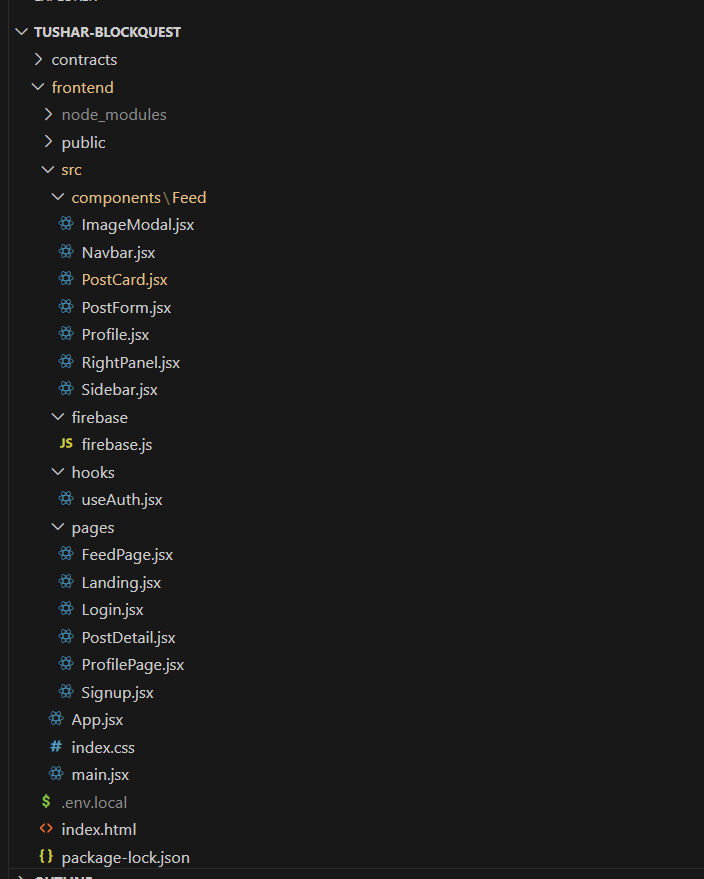 EXPLORER
TUSHAR-BLOCKQUEST
contracts
frontend
node_modules
public
src
components\Feed
ImageModal.jsx
Navbar.jsx
PostCard.jsx
PostForm.jsx
Profile.jsx
RightPanel.jsx
Sidebar.jsx
firebase
JS firebase.js
hooks
useAuth.jsx
pages
FeedPage.jsx
Landing.jsx
Login.jsx
PostDetail.jsx
ProfilePage.jsx
Signup.jsx
App.jsx
# index.css
main.jsx
$ .env.local
<> index.html
{} package-lock.json
OUTLINE